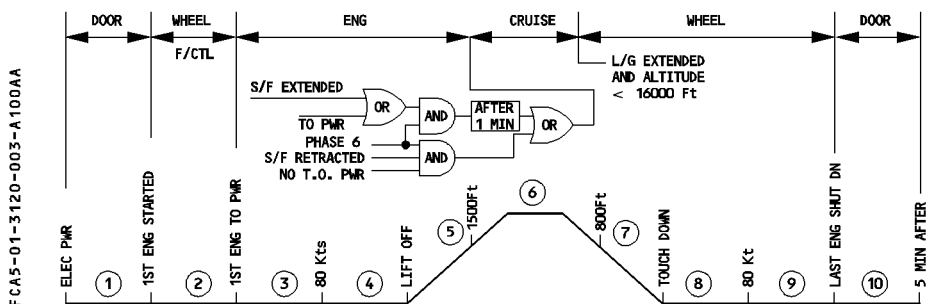 DOOR WHEEL ENG CRUISE WHEEL DOOR
F/CTL
L/G EXTENDED
AND ALTITUDE
< 16000 Ft
S/F EXTENDED
OR
TO PWR
AND
AFTER
1 MIN
OR
PHASE 6
S/F RETRACTED
AND
NO T.O. PWR
FCA5-01-3120-003-A100AA
ELEC PWR
1
1ST ENG STARTED
2
1ST ENG TO PWR
3
80 Kts
4
LIFT OFF
5
1500Ft
6
800Ft
7
TOUCH DOWN
8
80 Kt
9
LAST ENG SHUT DN
10
5 MIN AFTER